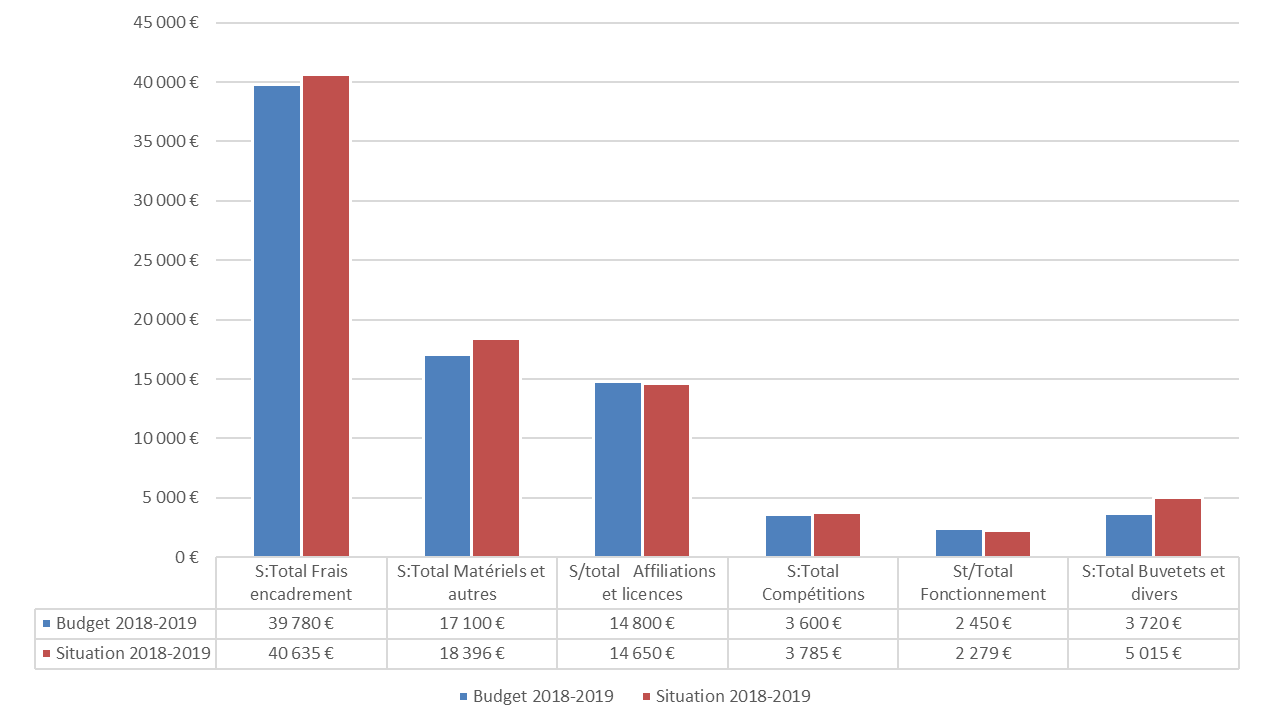 45 000 €
40 000 €
35 000 €
30 000 €
25 000 €
20 000 €
15 000 €
10 000 €
5 000 €
0 €
S:Total Frais encadrement
S:Total Matériels et autres
S/total Affiliations et licences
S:Total Compétitions
St/Total Fonctionnement
S:Total Buvetets et divers
Budget 2018-2019 39 780 € 17 100 € 14 800 € 3 600 € 2 450 € 3 720 €
Situation 2018-2019 40 635 € 18 396 € 14 650 € 3 785 € 2 279 € 5 015 €
Budget 2018-2019 Situation 2018-2019